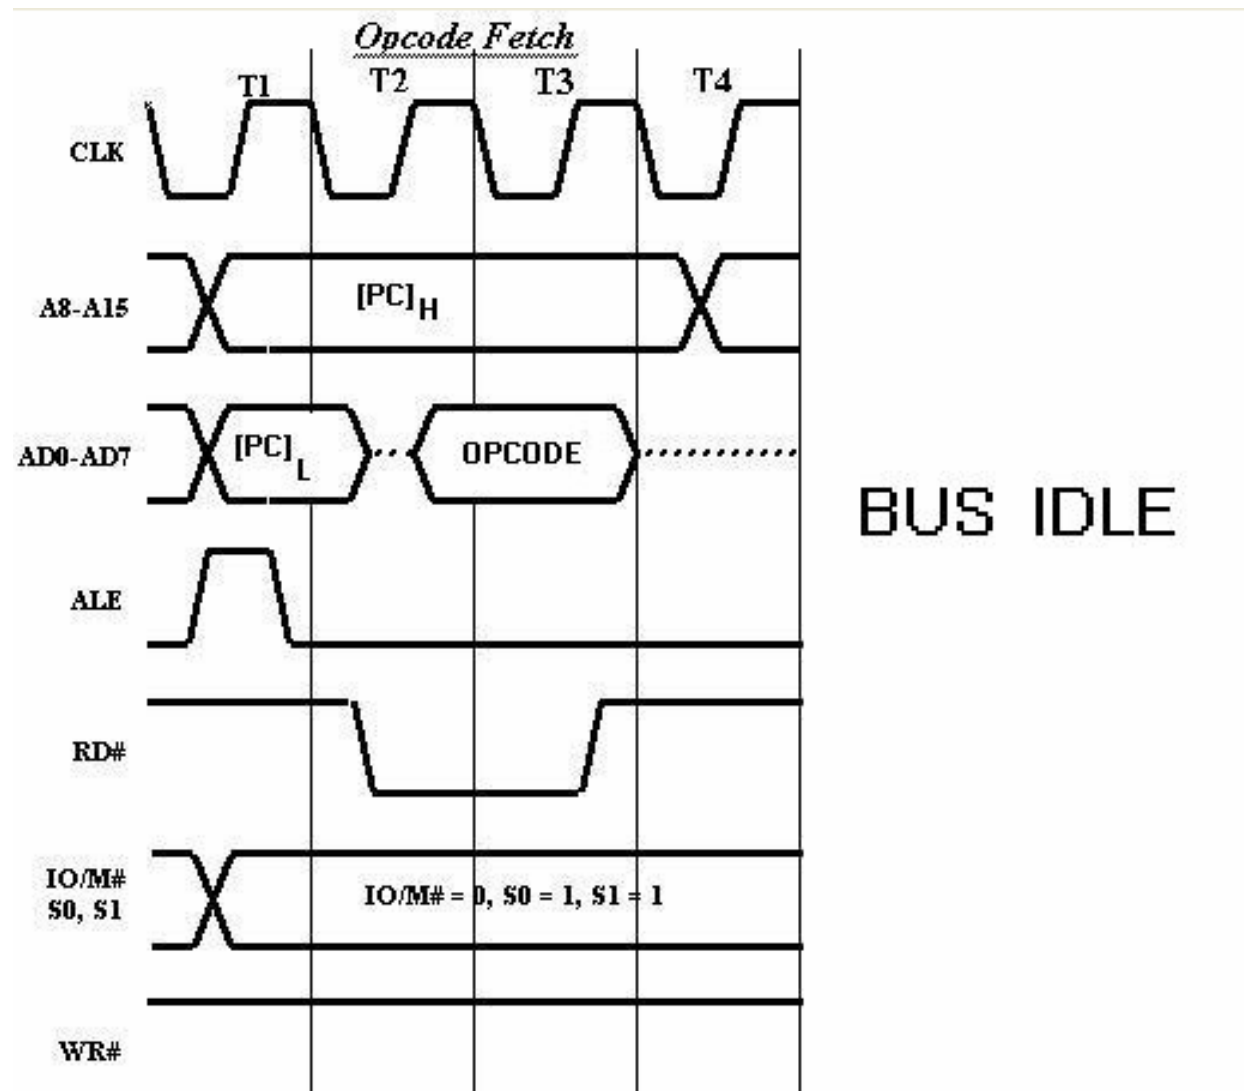 Opcode Fetch
T1 T2 T3 T4
CLK
A8-A15 [PC]H
AD0-AD7 [PC]L OPCODE
BUS IDLE
ALE
RD#
IO/M#
S0, S1
IO/M# = 0, S0 = 1, S1 = 1
WR#